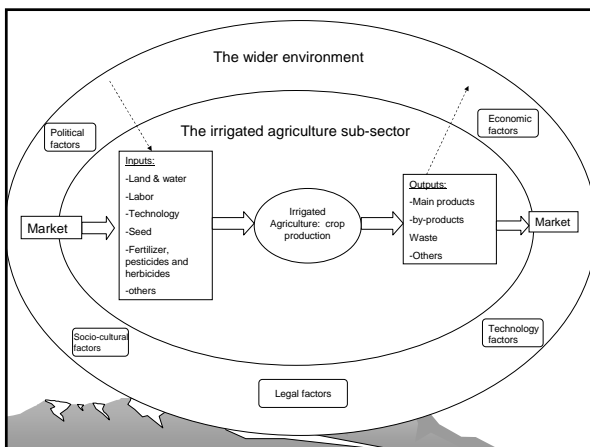 The wider environment
Political
factors
Economic
factors
The irrigated agriculture sub-sector
Inputs:
-Land & water
-Labor
-Technology
-Seed
-Fertilizer,
pesticides and
herbicides
-others
Market
Irrigated
Agriculture: crop
production
Outputs:
-Main products
-by-products
Waste
-Others
Market
Socio-cultural
factors
Technology
factors
Legal factors